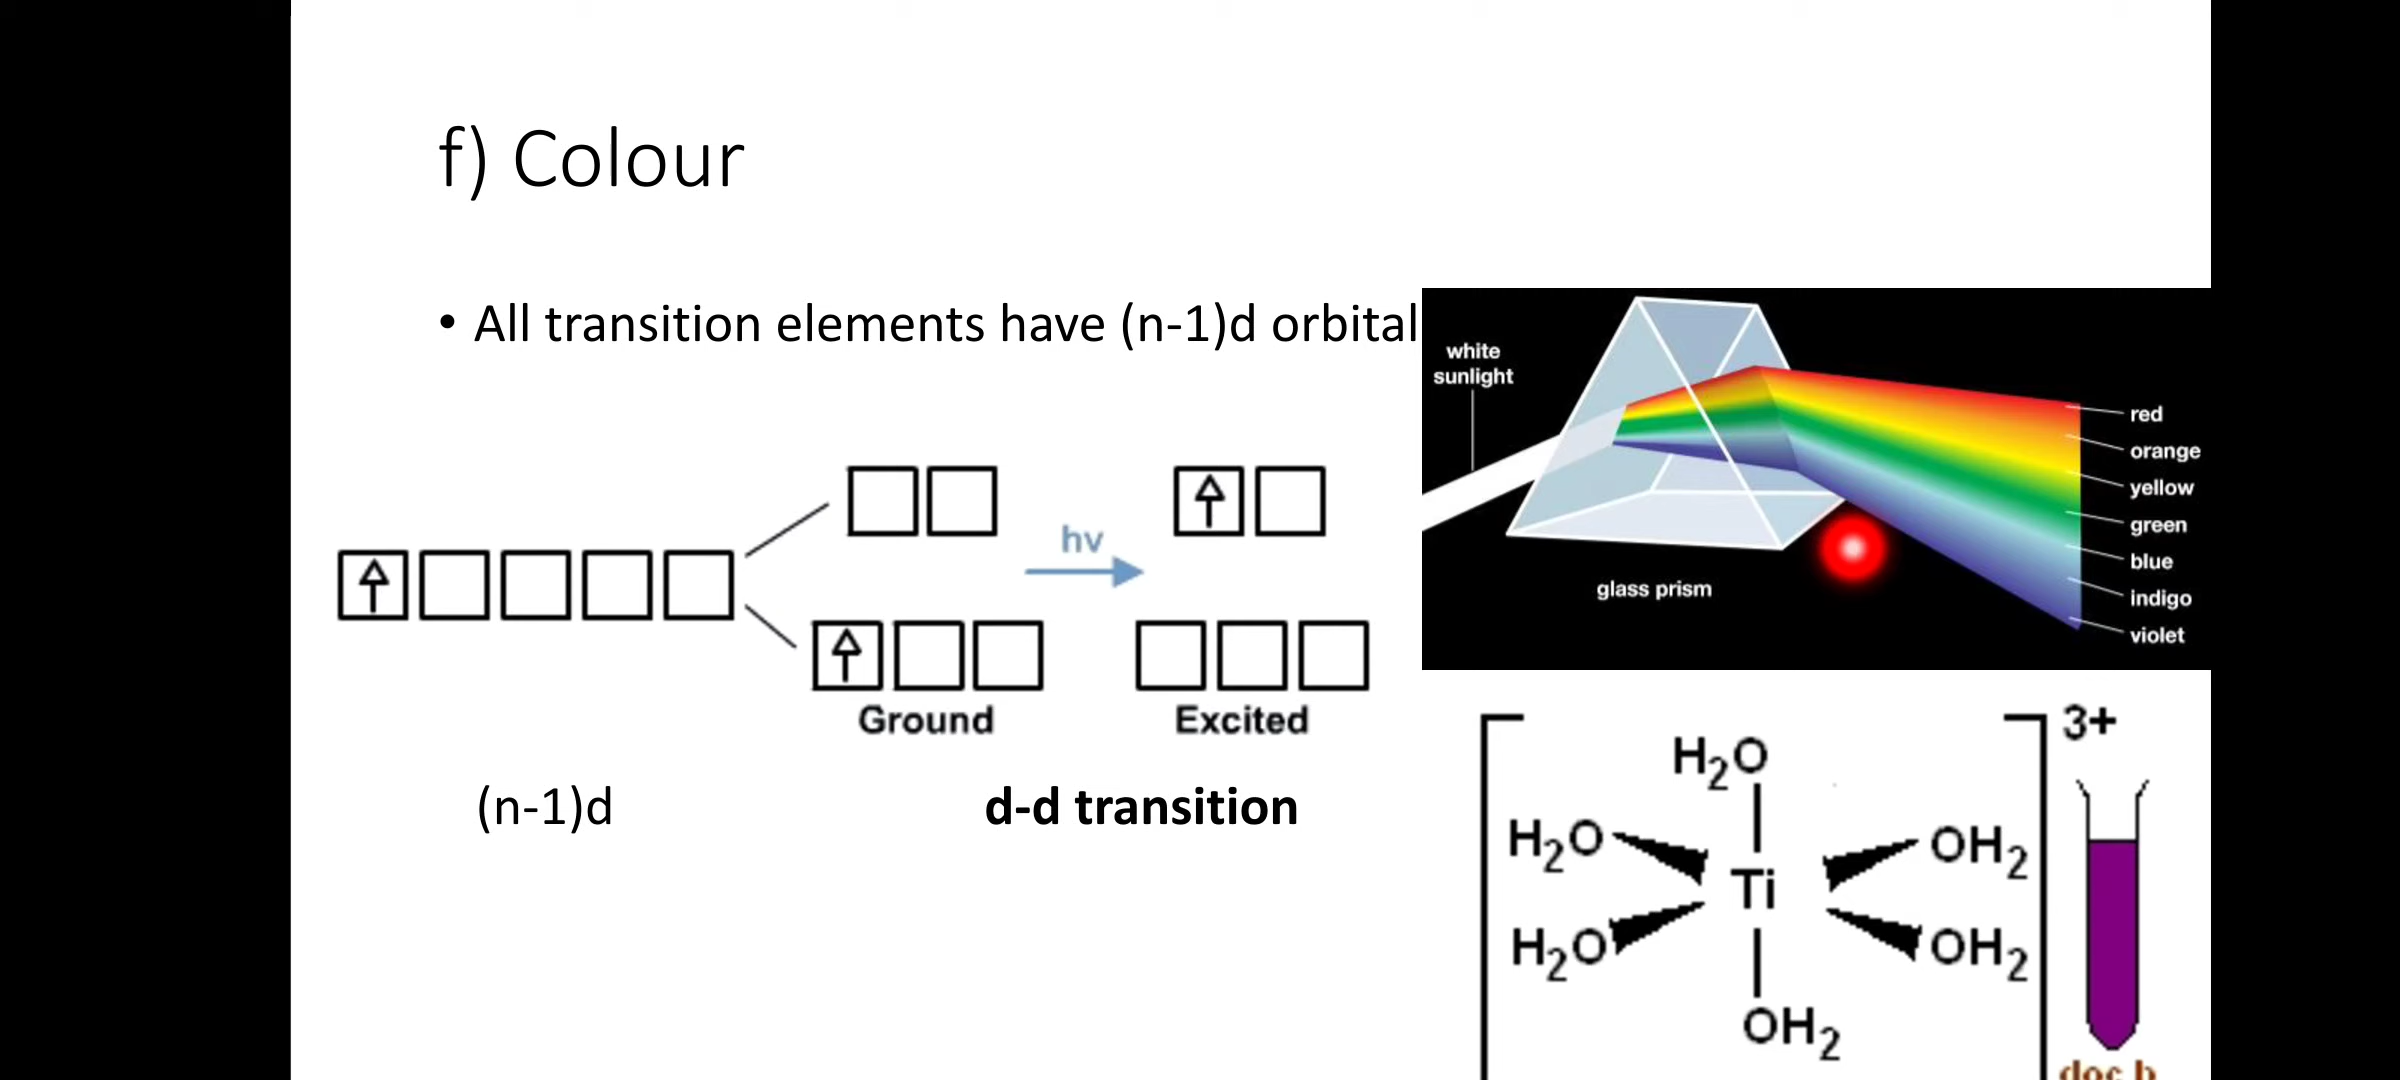 f) Colour
• All transition elements have (n-1)d orbital
white
sunlight
glass prism
red
orange
yellow
green
blue
indigo
violet
hv
Ground
Excited
(n-1)d
d-d transition
3+
H2O
H2O
OH2
Ti
H2O
OH2
OH2
doc b